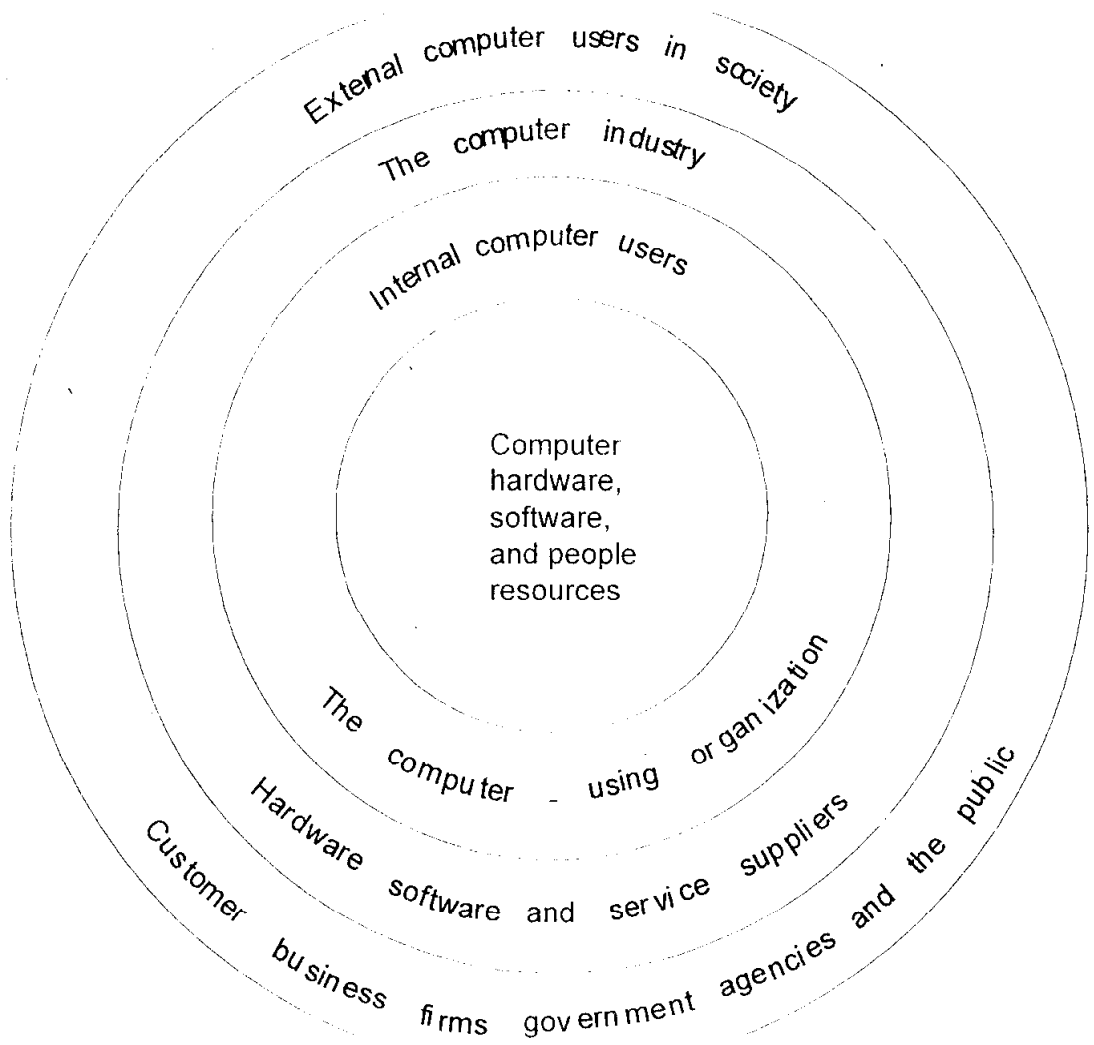 External computer users in society
The computer industry
Internal computer users
Computer
hardware,
software,
and people
resources
The computer - using organization
Hardware software and service suppliers
Customer business firms government agencies and the public